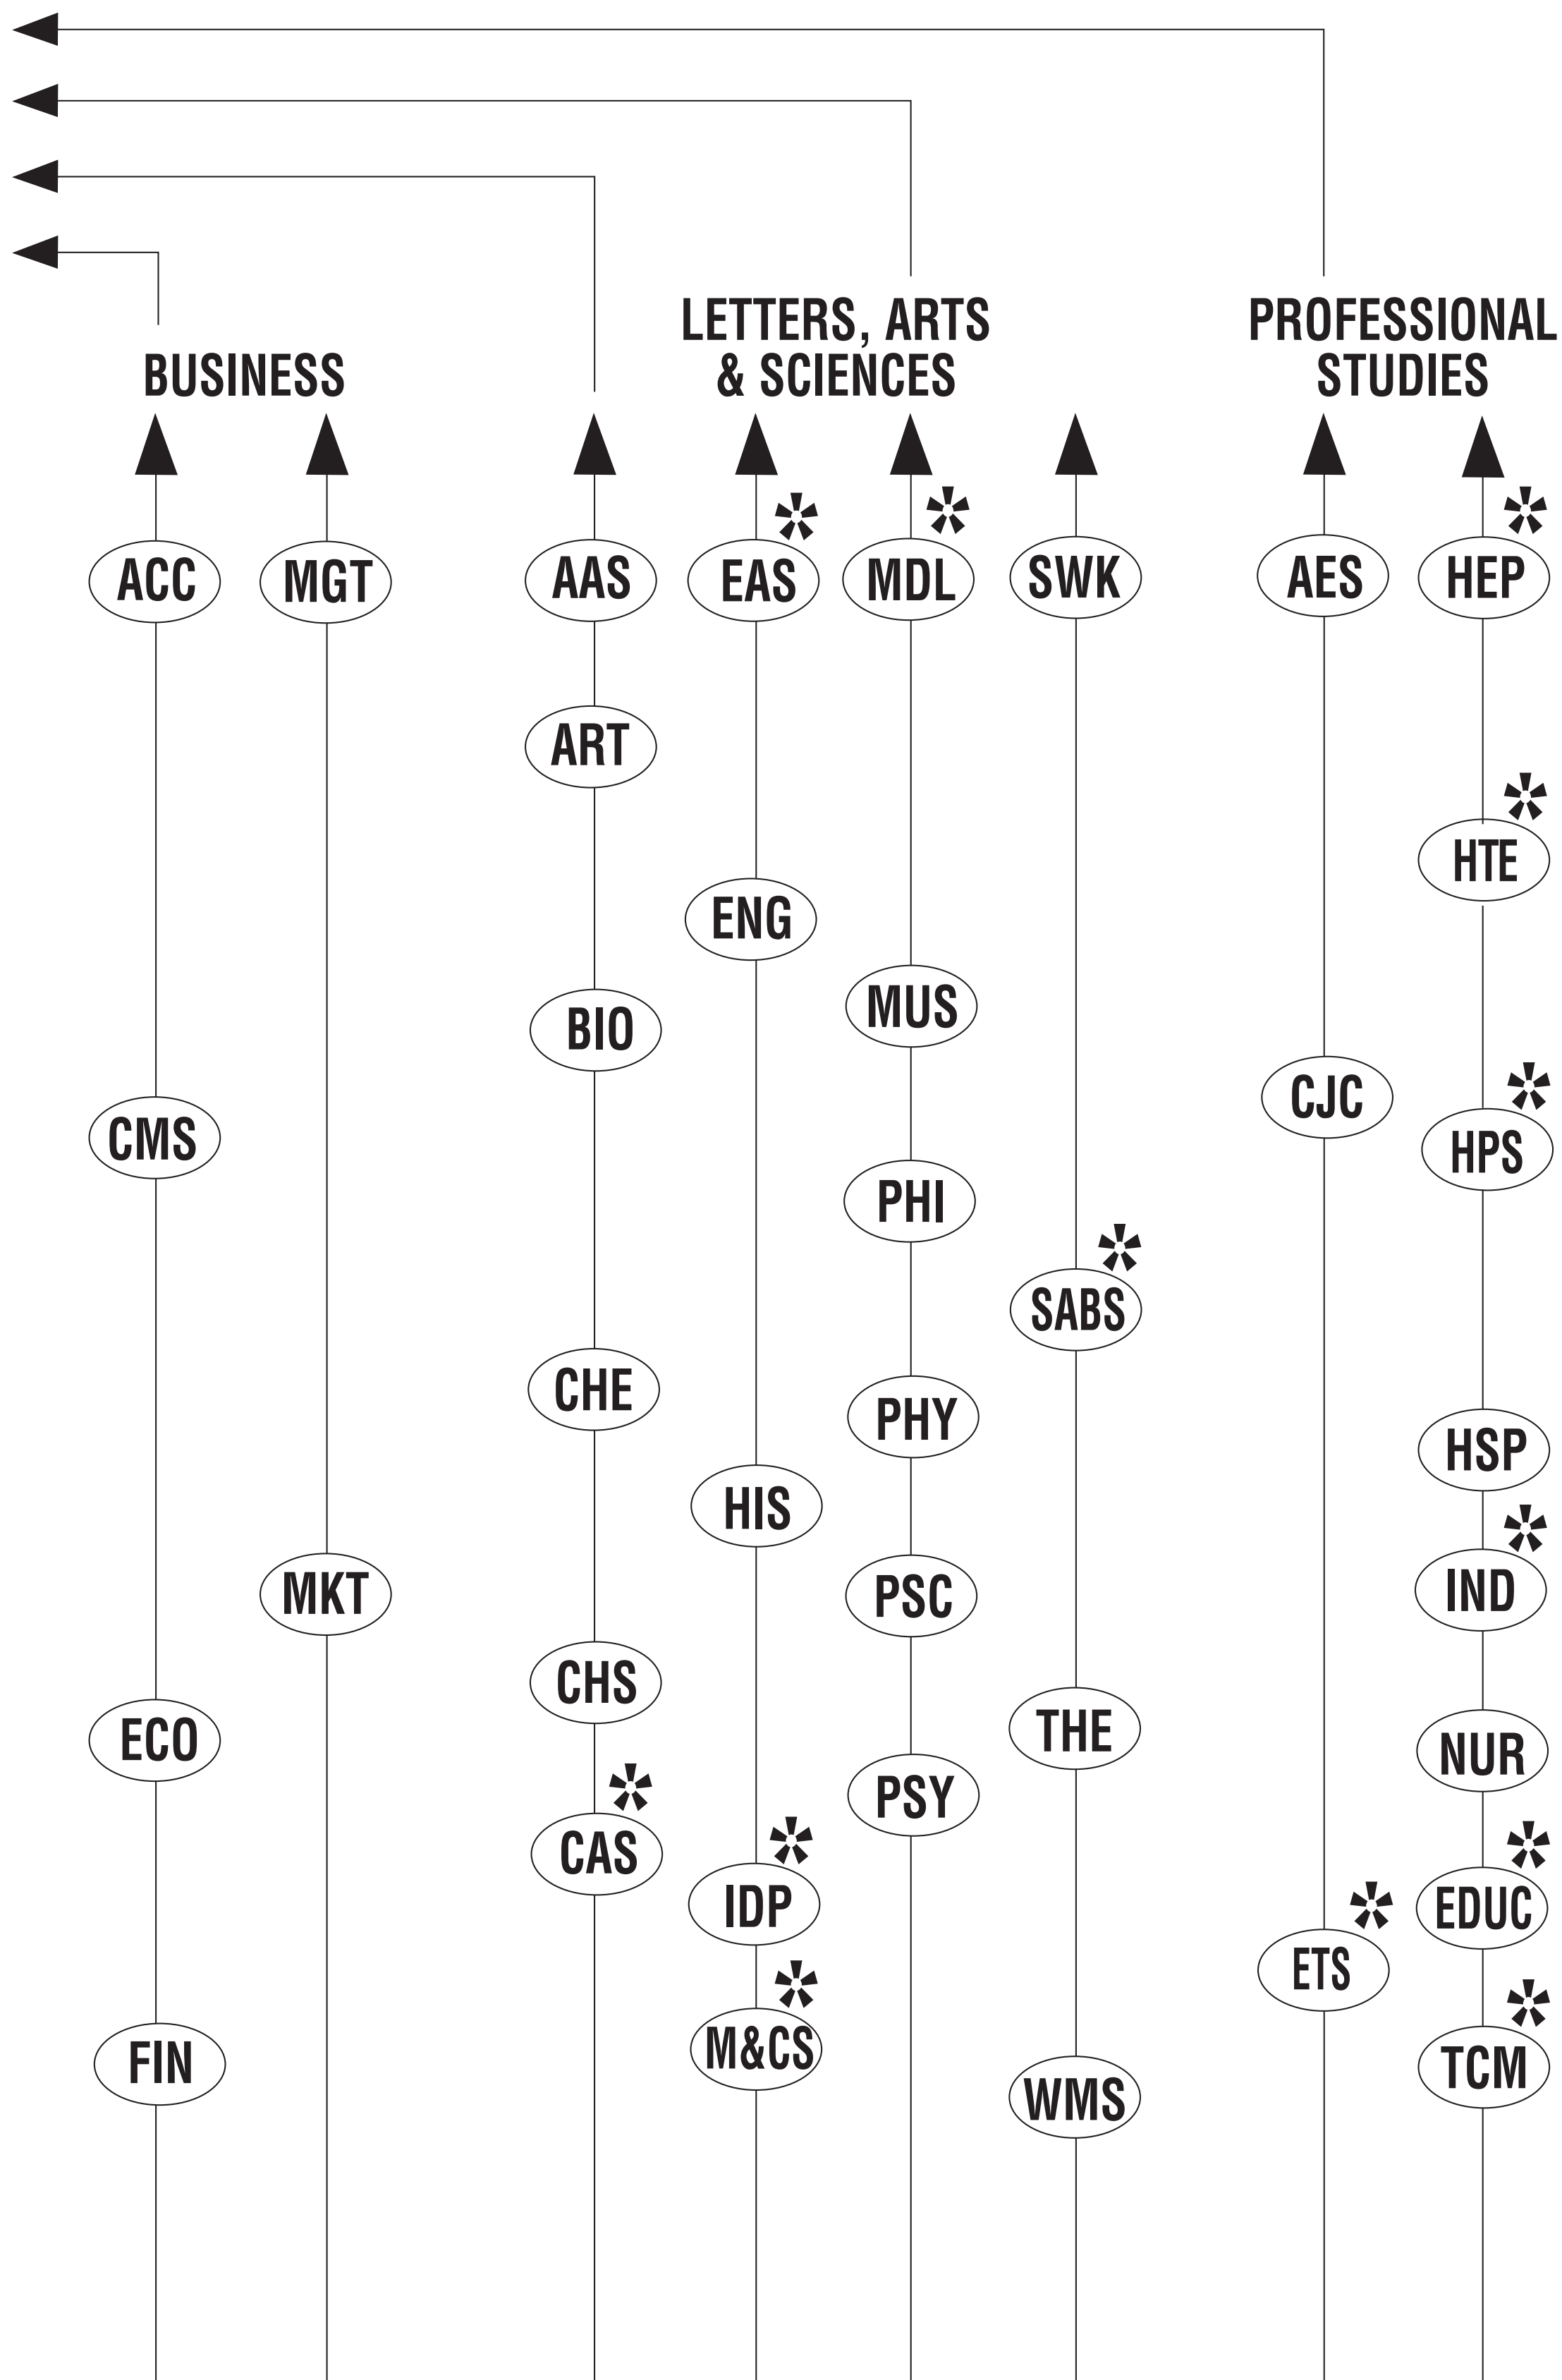 BUSINESS
ACC
CMS
ECO
FIN
MGT
MKT
LETTERS, ARTS
& SCIENCES
AAS
ART
BIO
CHE
CHS
*
CAS
*
EAS
ENG
HIS
*
IDP
*
M&CS
*
MDL
MUS
PHI
PHY
PSC
PSY
SWK
*
SABS
THE
WMS
PROFESSIONAL
STUDIES
AES
CJC
*
ETS
*
HEP
*
HTE
*
HPS
HSP
*
IND
NUR
*
EDUC
*
TCM